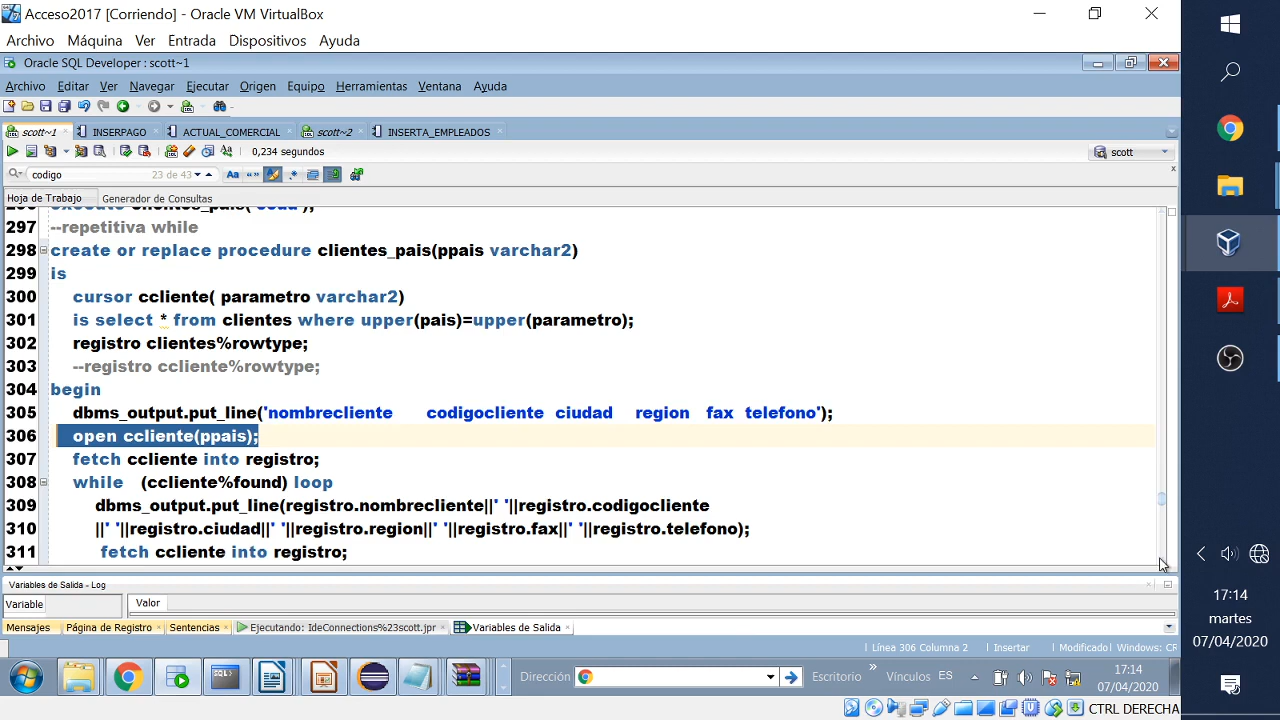 Acceso2017 [Corriendo] - Oracle VM VirtualBox
Archivo Máquina Ver Entrada Dispositivos Ayuda
Oracle SQL Developer : scott~1
Archivo Editar Ver Navegar Ejecutar Origen Equipo Herramientas Ventana Ayuda
scott~1 INSERPAGO ACTUAL_COMERCIAL scott~2 INSERTA_EMPLEADOS
0,234 segundos scott
codigo 23 de 43 Aa
Hoja de Trabajo Generador de Consultas
297 --repetitiva while
298 create or replace procedure clientes_pais(ppais varchar2)
299 is
300 cursor ccliente( parametro varchar2)
301 is select * from clientes where upper(pais)=upper(parametro);
302 registro clientes%rowtype;
303 --registro ccliente%rowtype;
304 begin
305 dbms_output.put_line('nombrecliente codigocliente ciudad region fax telefono');
306 open ccliente(ppais);
307 fetch ccliente into registro;
308 while (ccliente%found) loop
309 dbms_output.put_line(registro.nombrecliente||' '||registro.codigocliente
310 ||' '||registro.ciudad||' '||registro.region||' '||registro.fax||' '||registro.telefono);
311 fetch ccliente into registro;
Variables de Salida - Log
Variable Valor
Mensajes Página de Registro Sentencias Ejecutando: IdeConnections%23scott.jpr Variables de Salida
Línea 306 Columna 2 Insertar Modificado Windows: CR
Dirección Escritorio » Vínculos ES 17:14
07/04/2020
CTRL DERECHA
17:14
martes
07/04/2020